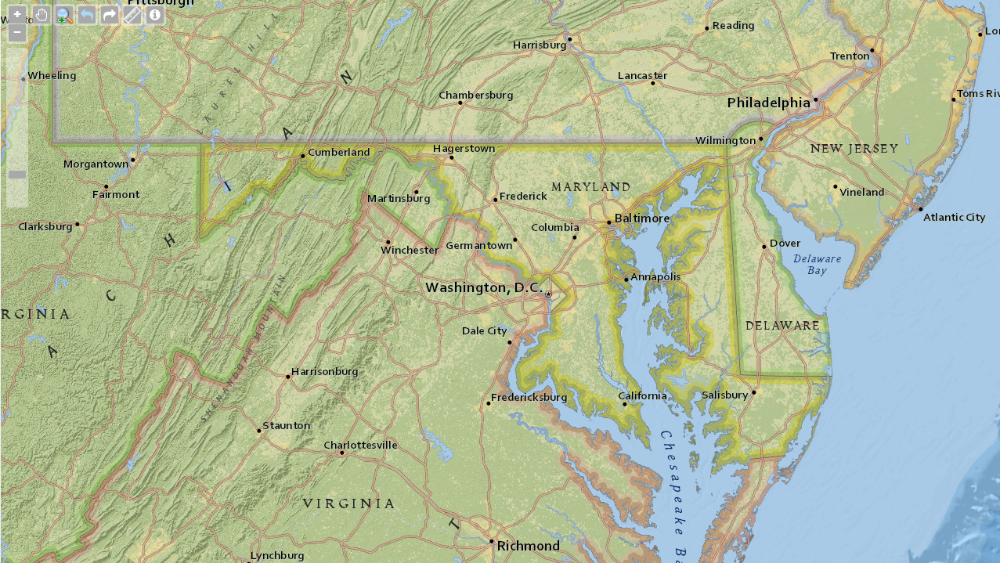 Pittsburgh
Reading
Harrisburg
Trenton
Wheeling
Lancaster
LAUREL HILL
Chambersburg
Toms Riv
Philadelphia
Wilmington
NEW JERSEY
Cumberland
Hagerstown
Morgantown
MARYLAND
Fairmont
Martinsburg
Frederick
Vineland
Atlantic City
Baltimore
Clarksburg
Columbia
Winchester
Germantown
Dover
Delaware
Bay
Annapolis
Washington, D.C.
RGINIA
A
C
H
I
A
N
DELAWARE
Dale City
SHENANDOAH MOUNTAIN
Harrisonburg
Fredericksburg
California
Salisbury
Staunton
Charlottesville
Chesapeake Ba
VIRGINIA
T
Richmond
Lynchburg